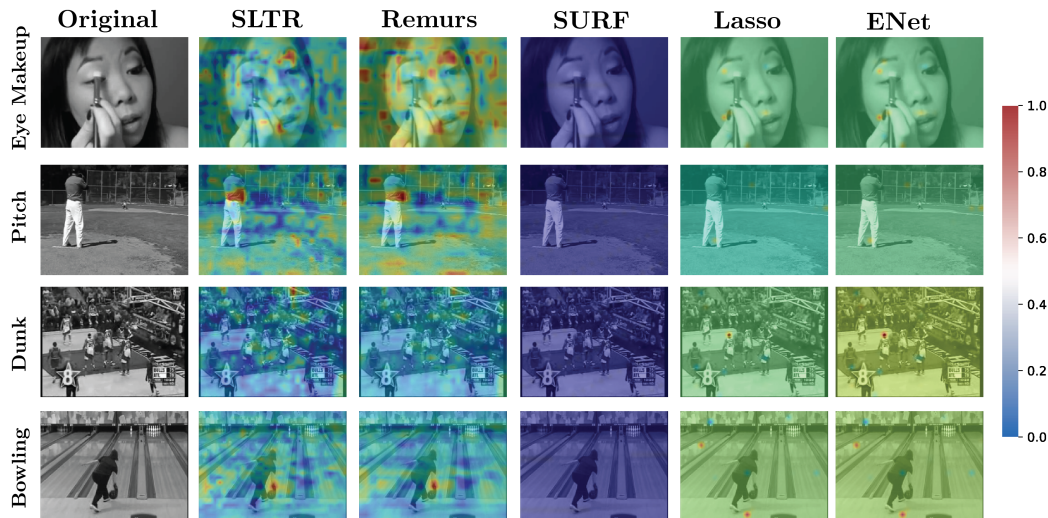 Original SLTR Remurs SURF Lasso ENet
Eye Makeup
Pitch
Dunk
Bowling
1.0
0.8
0.6
0.4
0.2
0.0